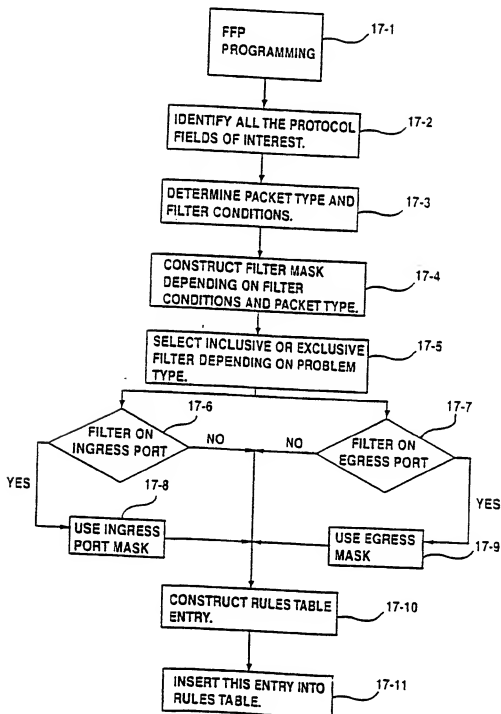 FFP
PROGRAMMING
17-1
IDENTIFY ALL THE PROTOCOL
FIELDS OF INTEREST.
17-2
DETERMINE PACKET TYPE AND
FILTER CONDITIONS.
17-3
CONSTRUCT FILTER MASK
DEPENDING ON FILTER
CONDITIONS AND PACKET TYPE.
17-4
SELECT INCLUSIVE OR EXCLUSIVE
FILTER DEPENDING ON PROBLEM
TYPE.
17-5
17-6
FILTER ON
INGRESS PORT
NO
YES
17-7
FILTER ON
EGRESS PORT
NO
YES
17-8
USE INGRESS
PORT MASK
USE EGRESS
MASK
17-9
CONSTRUCT RULES TABLE
ENTRY.
17-10
INSERT THIS ENTRY INTO
RULES TABLE.
17-11